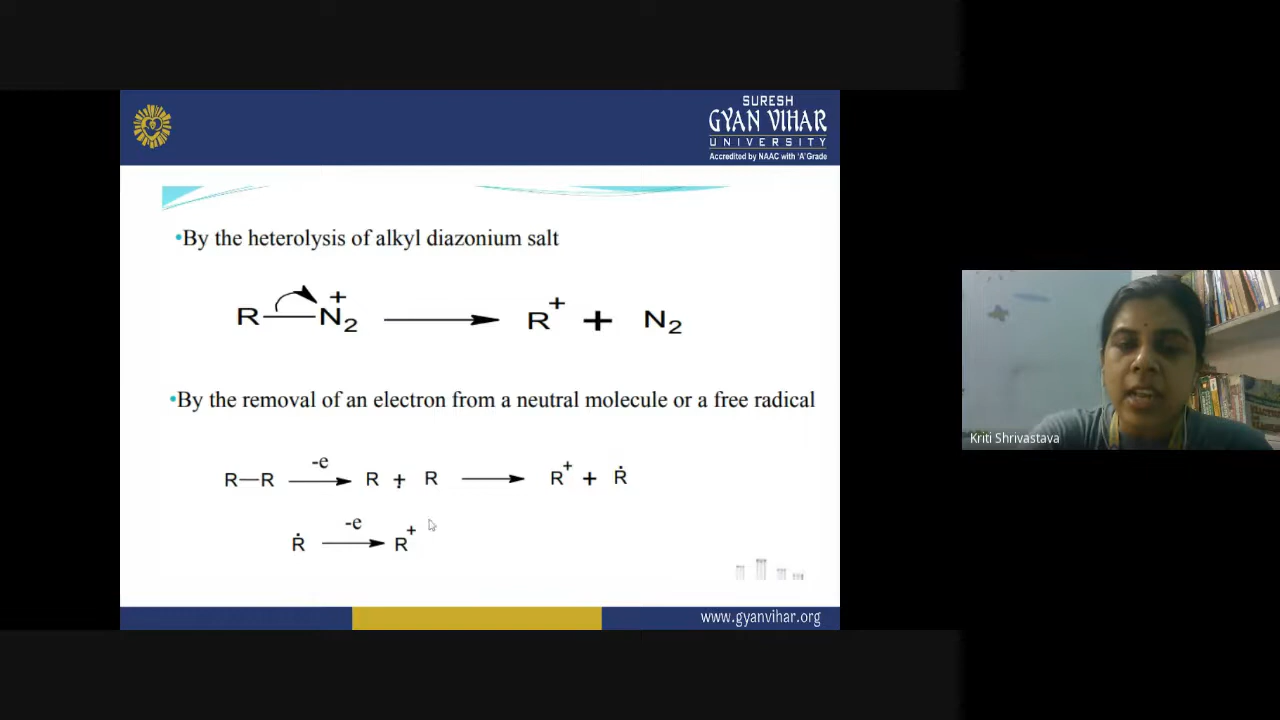 SURESH
GYAN VIHAR
UNIVERSITY
Accredited by NAAC with 'A' Grade
•By the heterolysis of alkyl diazonium salt
R—N₂⁺ ⟶ R⁺ + N₂
•By the removal of an electron from a neutral molecule or a free radical
R—R -e ⟶ R + R ⟶ R⁺ + Ṙ
Ṙ -e ⟶ R⁺
www.gyanvihar.org
Kriti Shrivastava